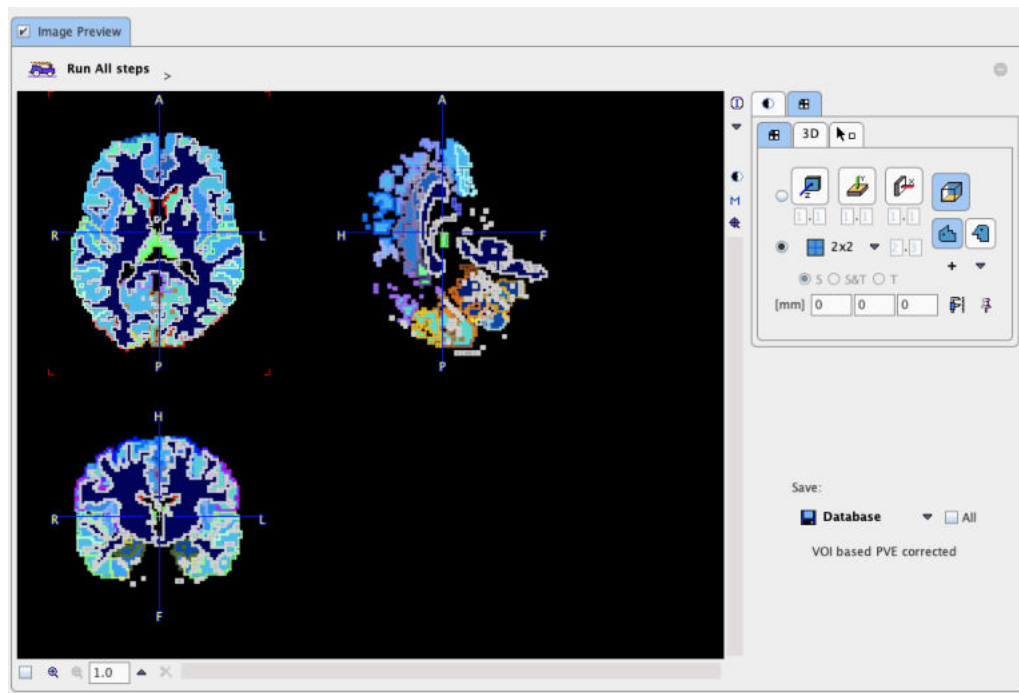 Image Preview
Run All steps >
A
A
R
L
H
F
P
P
H
R
L
F
M
3D
2x2
S S&T T
[mm] 0 0 0
Save:
Database All
VOI based PVE corrected
1.0